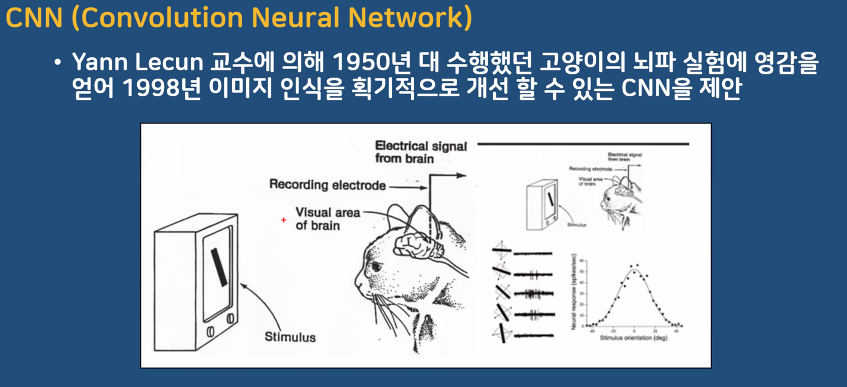 CNN (Convolution Neural Network)
• Yann Lecun 교수에 의해 1950년 대 수행했던 고양이의 뇌파 실험에 영감을
얻어 1998년 이미지 인식을 획기적으로 개선 할 수 있는 CNN을 제안
Electrical signal
from brain
Recording electrode
Visual area
of brain
Stimulus
Electrical signal
from brain
Recording electrode
Visual area
of brain
Stimulus
Neural response (spikes/sec)
Stimulus orientation (deg)